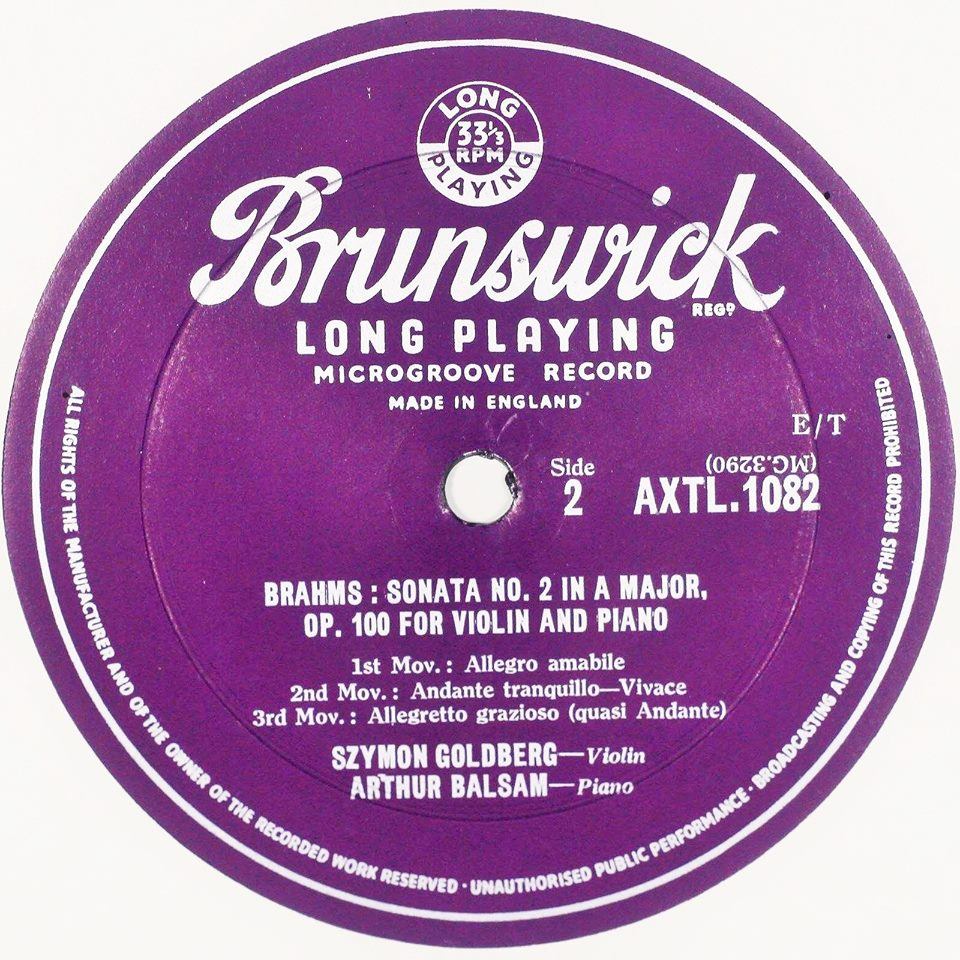 LONG
33⅓
RPM
PLAYING
Brunswick
REGD
LONG PLAYING
MICROGROOVE RECORD
MADE IN ENGLAND
E/T
Side
2
(MG.3290)
AXTL.1082
BRAHMS : SONATA NO. 2 IN A MAJOR,
OP. 100 FOR VIOLIN AND PIANO
1st Mov. : Allegro amabile
2nd Mov. : Andante tranquillo—Vivace
3rd Mov. : Allegretto grazioso (quasi Andante)
SZYMON GOLDBERG—Violin
ARTHUR BALSAM—Piano
ALL RIGHTS OF THE MANUFACTURER AND OF THE OWNER OF THE RECORDED WORK RESERVED · UNAUTHORISED PUBLIC PERFORMANCE · BROADCASTING AND COPYING OF THIS RECORD PROHIBITED